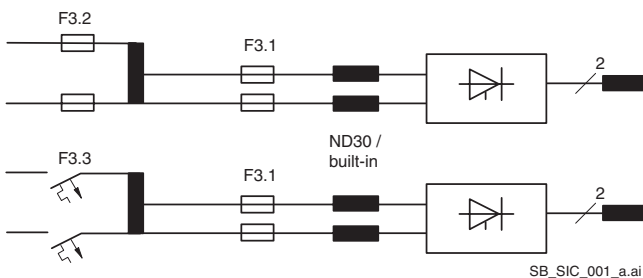 F3.2
F3.1
2
ND30 /
built-in
F3.3
F3.1
2
SB_SIC_001_a.ai